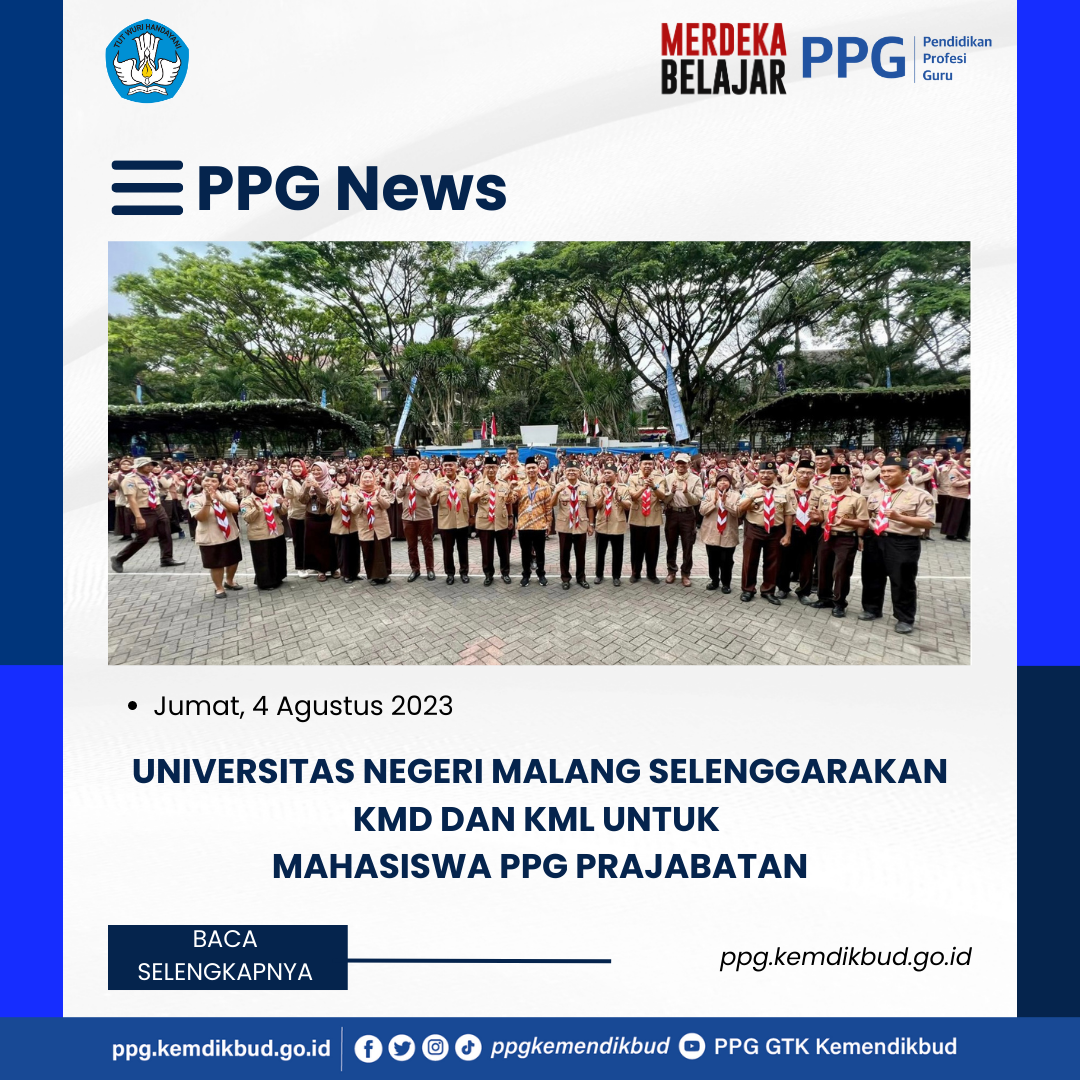 TUT WURI HANDAYANI
MERDEKA
BELAJAR
PPG
Pendidikan
Profesi
Guru
PPG News
Jumat, 4 Agustus 2023
UNIVERSITAS NEGERI MALANG SELENGGARAKAN
KMD DAN KML UNTUK
MAHASISWA PPG PRAJABATAN
BACA
SELENGKAPNYA
ppg.kemdikbud.go.id
ppg.kemdikbud.go.id
ppgkemendikbud
PPG GTK Kemendikbud